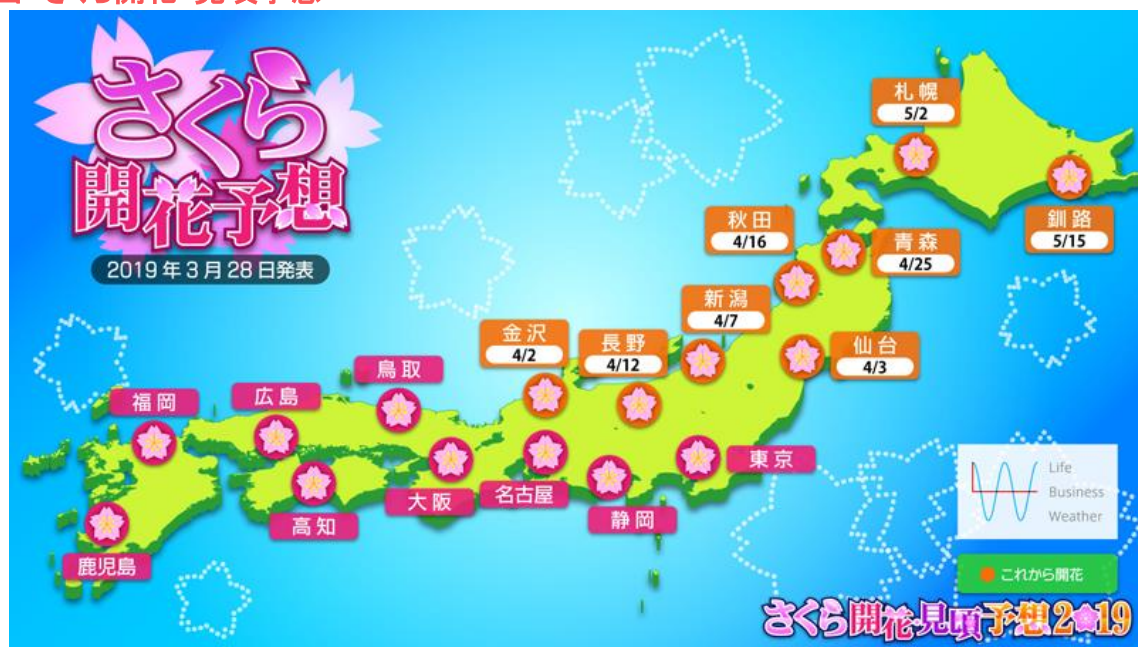 さくら
開花予想
2019年3月28日発表
札幌
5/2
釧路
5/15
秋田
4/16
青森
4/25
新潟
4/7
金沢
4/2
長野
4/12
仙台
4/3
鳥取
広島
福岡
東京
大阪
名古屋
静岡
高知
鹿児島
Life
Business
Weather
これから開花
さくら開花・見頃予想2019